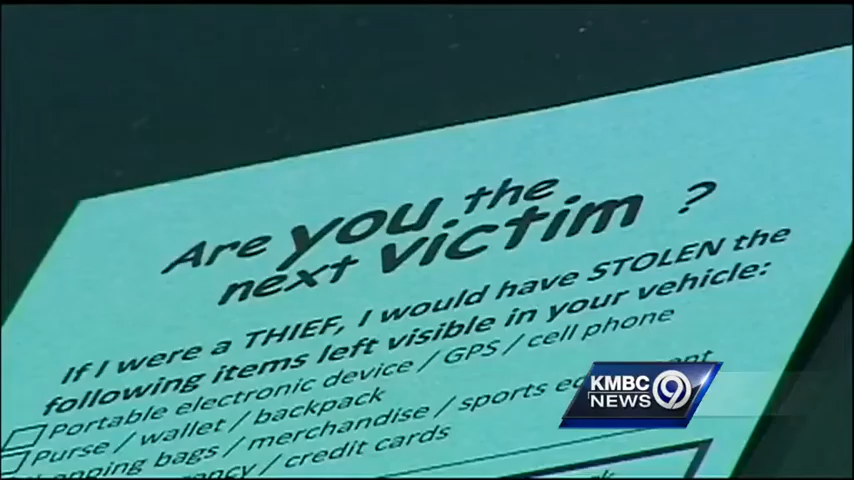 Are you the
next victim ?
If I were a THIEF, I would have STOLEN the
following items left visible in your vehicle:
Portable electronic device / GPS / cell phone
Purse / wallet / backpack
bags / merchandise / sports
/ credit cards
KMBC 9
NEWS